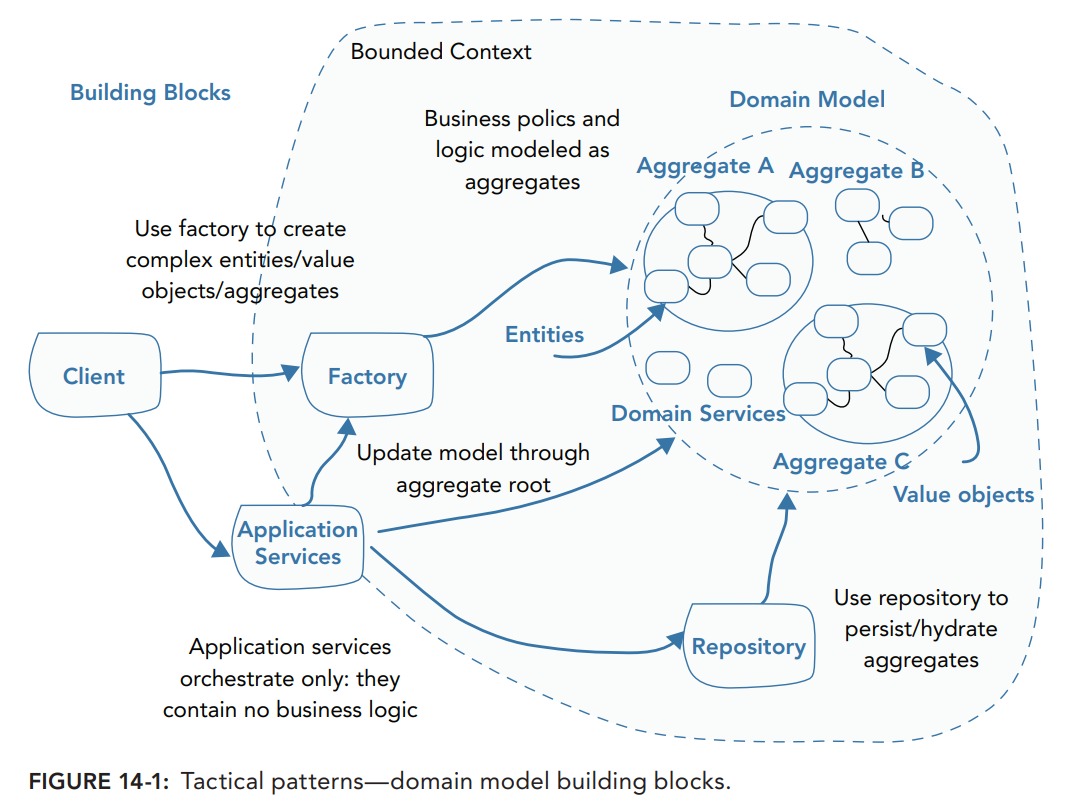 Bounded Context
Building Blocks
Domain Model
Business polics and
logic modeled as
aggregates
Aggregate A
Aggregate B
Use factory to create
complex entities/value
objects/aggregates
Entities
Client
Factory
Domain Services
Update model through
aggregate root
Aggregate C
Value objects
Application
Services
Use repository to
persist/hydrate
aggregates
Repository
Application services
orchestrate only: they
contain no business logic
FIGURE 14-1: Tactical patterns—domain model building blocks.